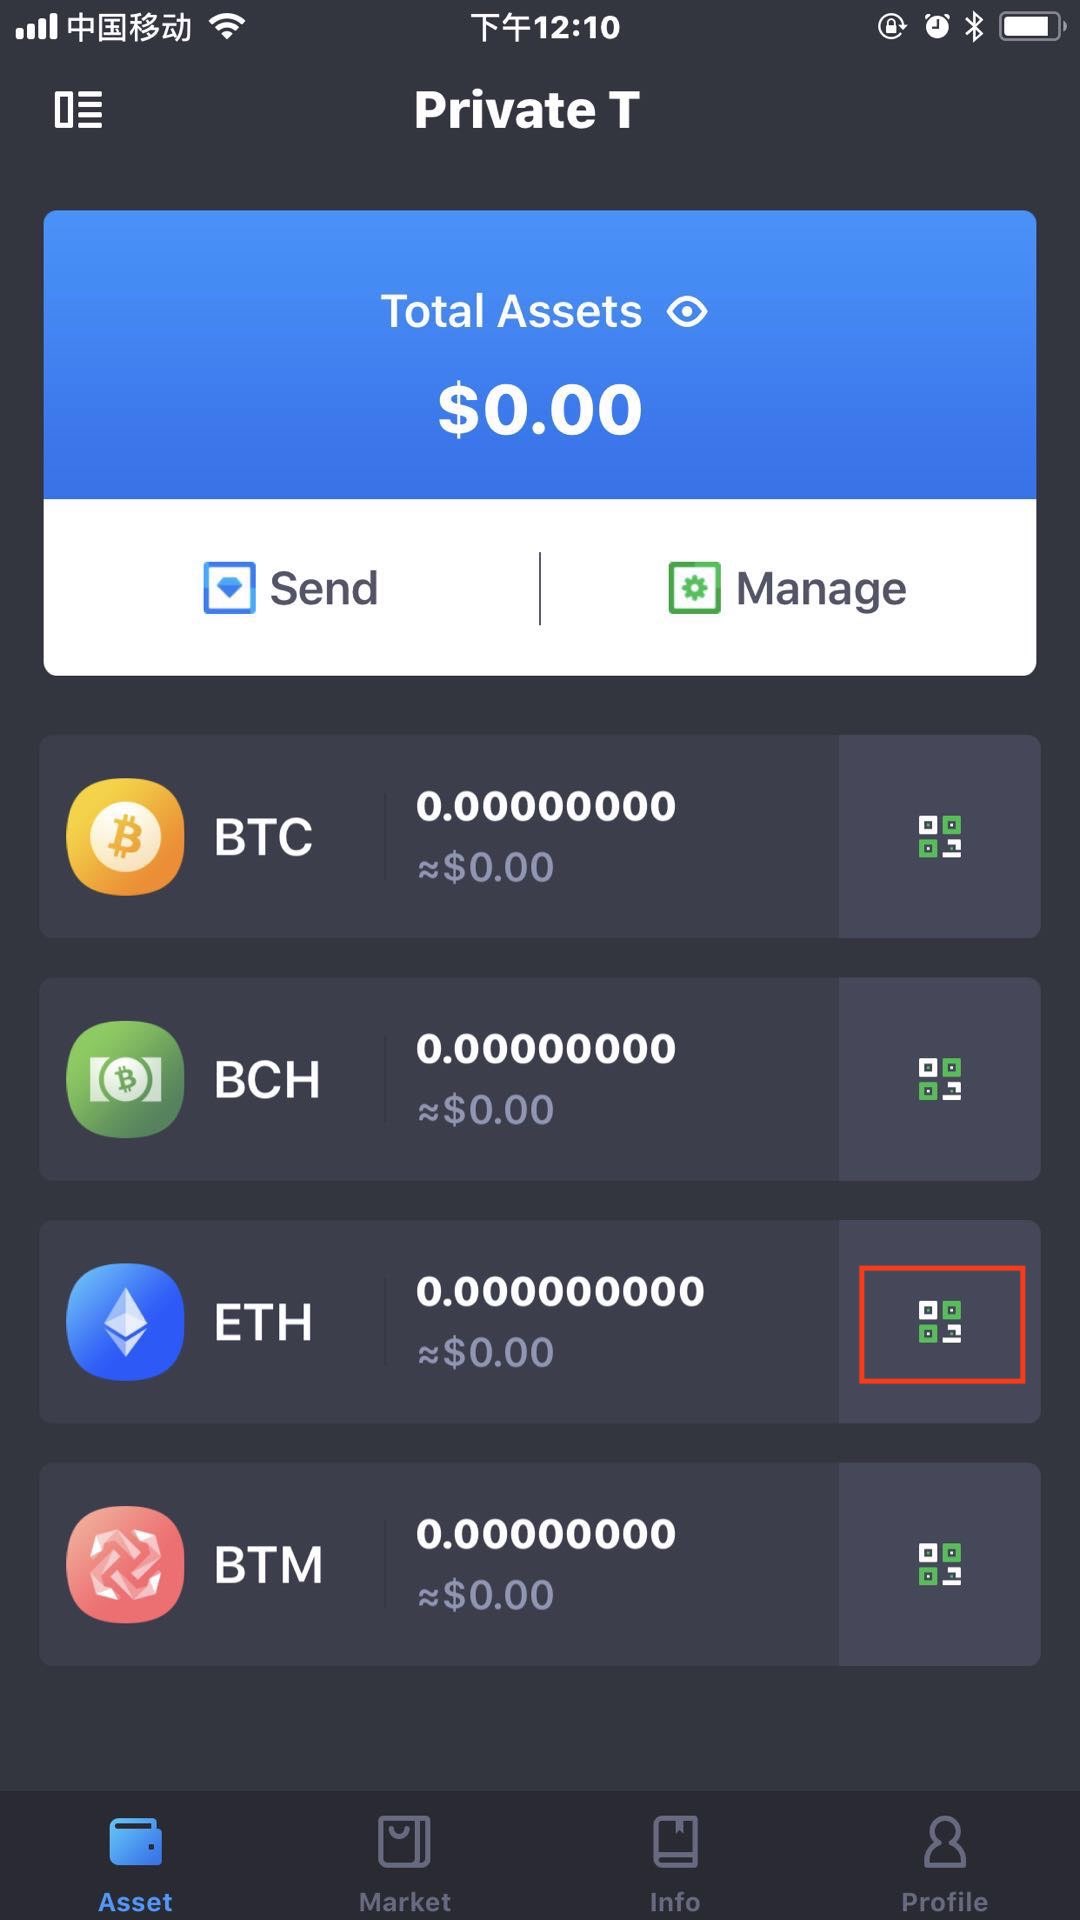 中国移动 下午12:10
Private T
Total Assets
$0.00
Send
Manage
BTC
0.00000000
≈$0.00
BCH
0.00000000
≈$0.00
ETH
0.000000000
≈$0.00
BTM
0.00000000
≈$0.00
Asset
Market
Info
Profile